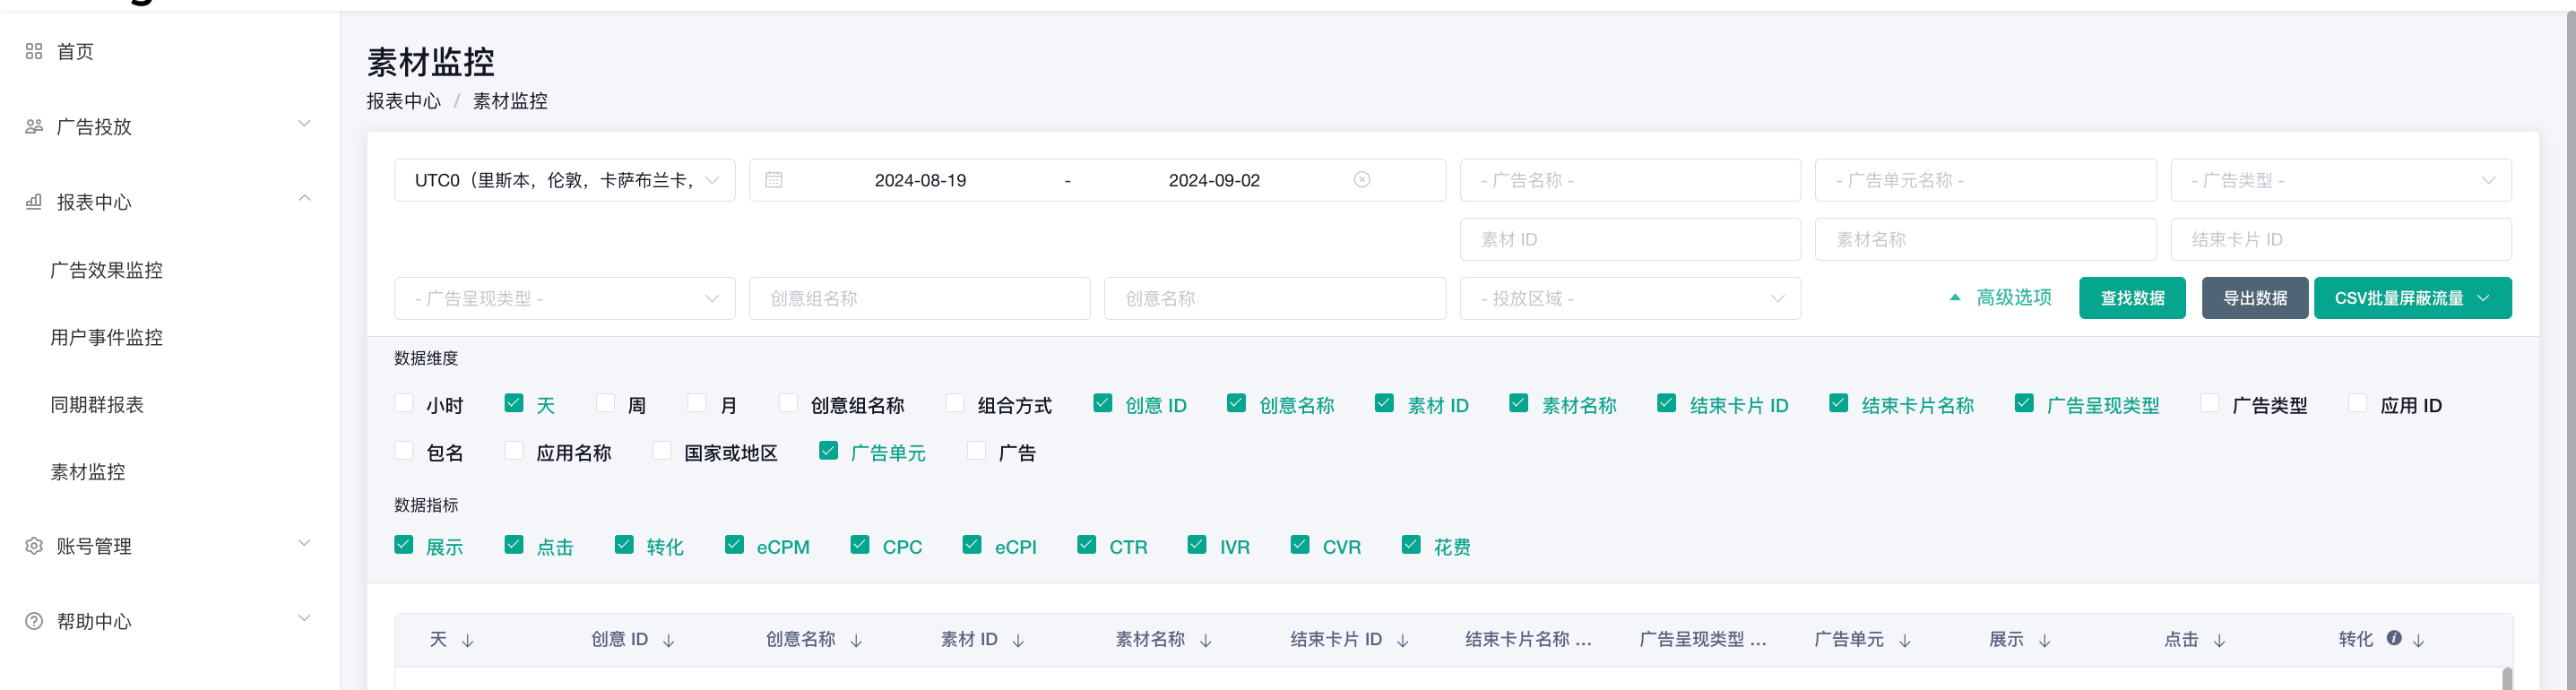 首页
广告投放
报表中心
广告效果监控
用户事件监控
同期群报表
素材监控
账号管理
帮助中心
素材监控
报表中心 / 素材监控
UTC0（里斯本，伦敦，卡萨布兰卡， 2024-08-19 - 2024-09-02 - 广告名称 - - 广告单元名称 - - 广告类型 -
素材 ID 素材名称 结束卡片 ID
- 广告呈现类型 - 创意组名称 创意名称 - 投放区域 - 高级选项 查找数据 导出数据 CSV批量屏蔽流量
数据维度
小时 天 周 月 创意组名称 组合方式 创意 ID 创意名称 素材 ID 素材名称 结束卡片 ID 结束卡片名称 广告呈现类型 广告类型 应用 ID
包名 应用名称 国家或地区 广告单元 广告
数据指标
展示 点击 转化 eCPM CPC eCPI CTR IVR CVR 花费
天 创意 ID 创意名称 素材 ID 素材名称 结束卡片 ID 结束卡片名称 ... 广告呈现类型 ... 广告单元 展示 点击 转化